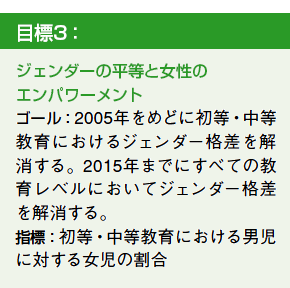 目標3：
ジェンダーの平等と女性の
エンパワーメント
ゴール：2005年をめどに初等・中等
教育におけるジェンダー格差を解
消する。2015年までにすべての教
育レベルにおいてジェンダー格差
を解消する。
指標：初等・中等教育における男児
に対する女児の割合